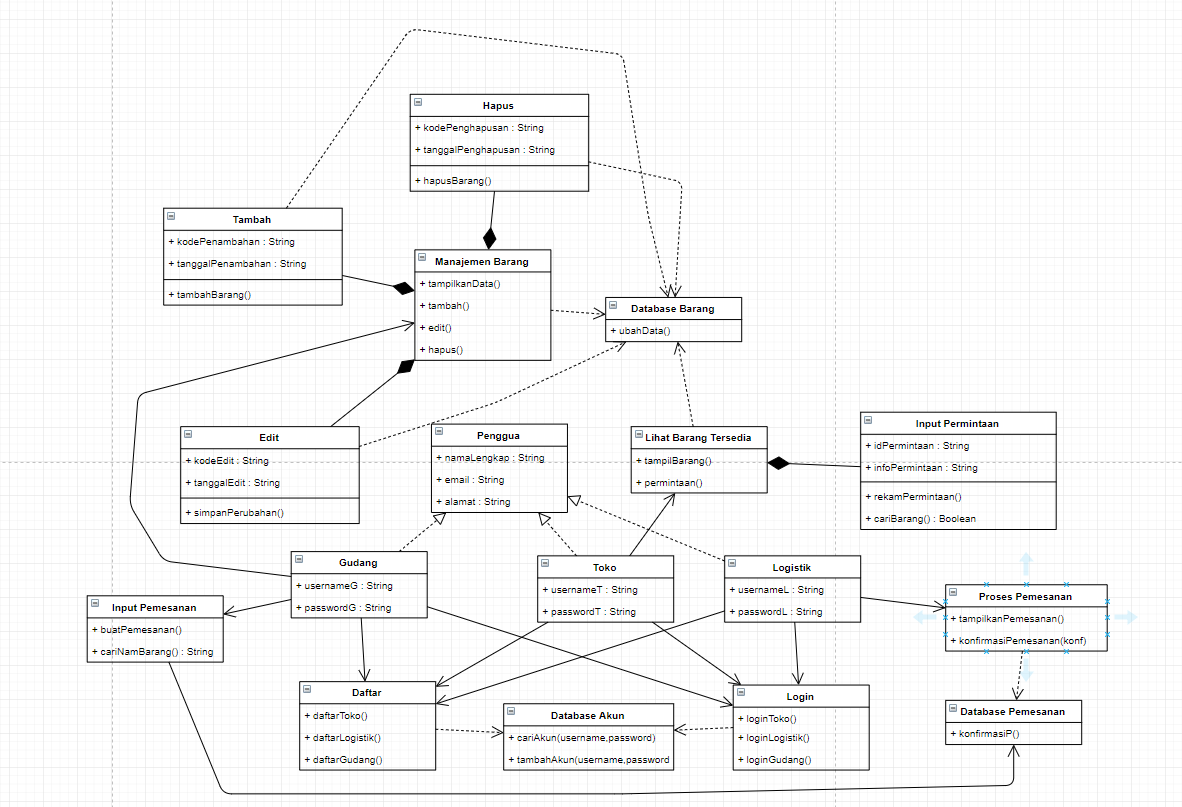 Hapus
+ kodePenghapusan : String
+ tanggalPenghapusan : String
+ hapusBarang()
Tambah
+ kodePenambahan : String
+ tanggalPenambahan : String
+ tambahBarang()
Manajemen Barang
+ tampilkanData()
+ tambah()
+ edit()
+ hapus()
Database Barang
+ ubahData()
Edit
+ kodeEdit : String
+ tanggalEdit : String
+ simpanPerubahan()
Penggua
+ namaLengkap : String
+ email : String
+ alamat : String
Lihat Barang Tersedia
+ tampilBarang()
+ permintaan()
Input Permintaan
+ idPermintaan : String
+ infoPermintaan : String
+ rekamPermintaan()
+ cariBarang() : Boolean
Gudang
+ usernameG : String
+ passwordG : String
Toko
+ usernameT : String
+ passwordT : String
Logistik
+ usernameL : String
+ passwordL : String
Input Pemesanan
+ buatPemesanan()
+ cariNamBarang() : String
Proses Pemesanan
+ tampilkanPemesanan()
+ konfirmasiPemesanan(konf)
Daftar
+ daftarToko()
+ daftarLogistik()
+ daftarGudang()
Database Akun
+ cariAkun(username,password)
+ tambahAkun(username,password
Login
+ loginToko()
+ loginLogistik()
+ loginGudang()
Database Pemesanan
+ konfirmasiP()